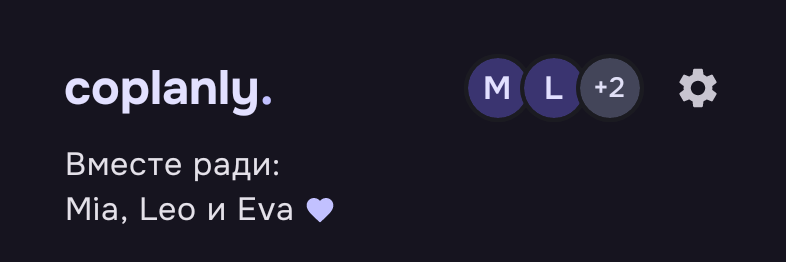 coplanly.
M L +2
Вместе ради:
Mia, Leo и Eva 💜